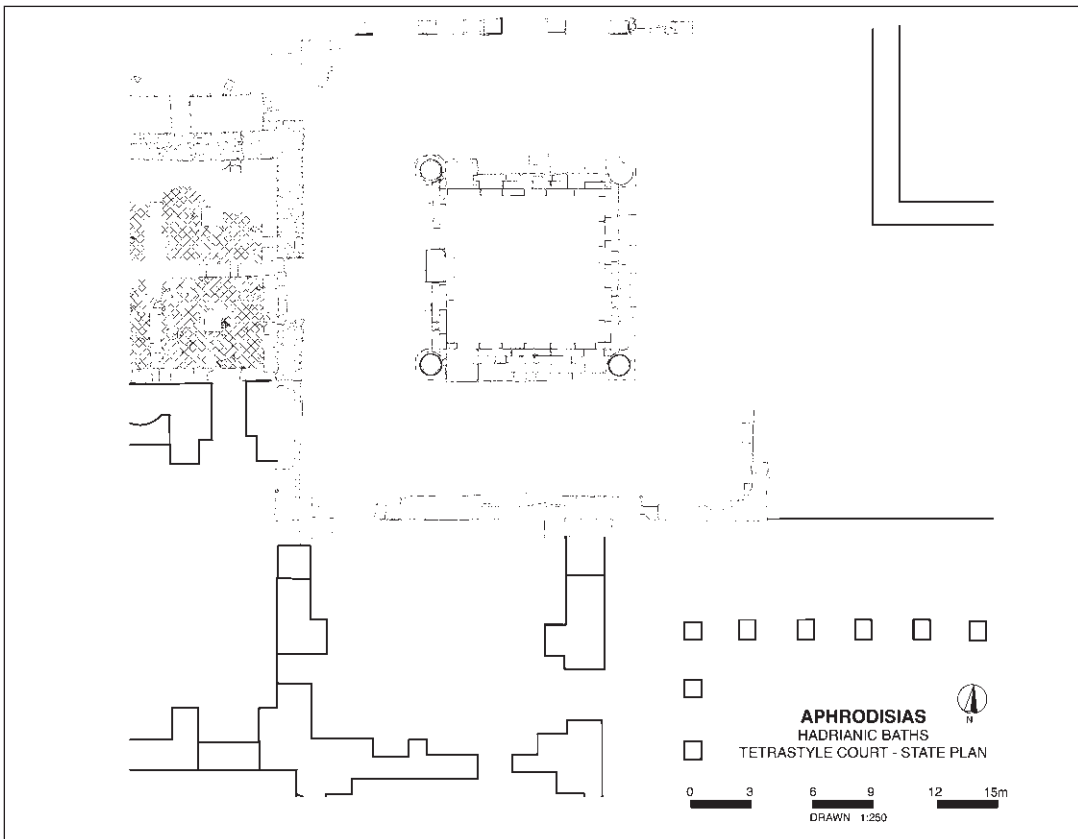 N
APHRODISIAS
HADRIANIC BATHS
TETRASTYLE COURT - STATE PLAN
0 3 6 9 12 15m
DRAWN 1:250